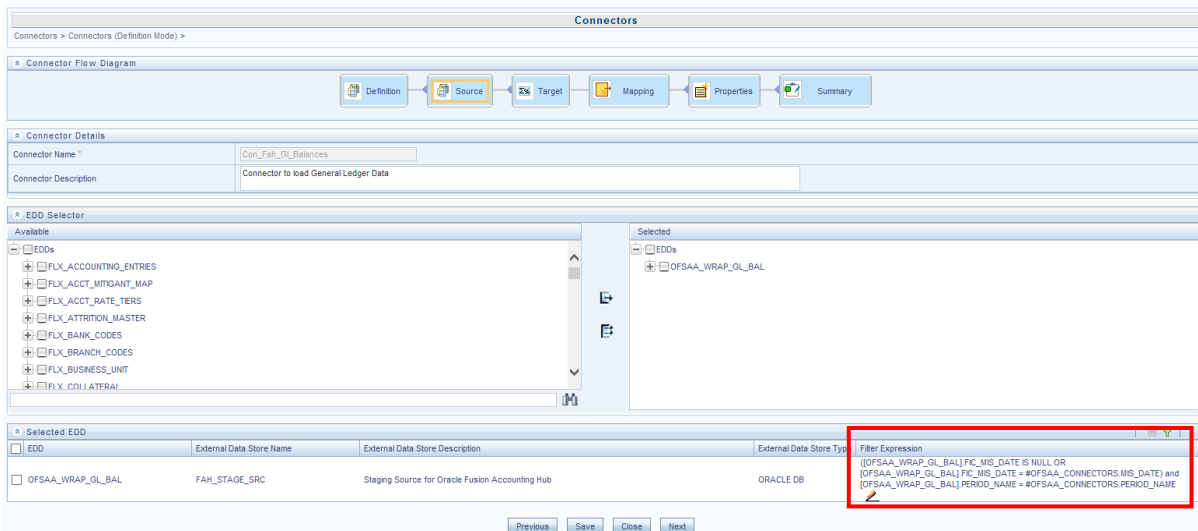 Connectors
Connectors > Connectors (Definition Mode) >
Connector Flow Diagram
Definition Source Target Mapping Properties Summary
Connector Details
Connector Name * Con_Fah_Gl_Balances
Connector Description Connector to load General Ledger Data
EDD Selector
Available Selected
EDDs EDDs
FLX_ACCOUNTING_ENTRIES OFSAA_WRAP_GL_BAL
FLX_ACCT_MITIGANT_MAP
FLX_ACCT_RATE_TIERS
FLX_ATTRITION_MASTER
FLX_BANK_CODES
FLX_BRANCH_CODES
FLX_BUSINESS_UNIT
FLX_COLLATERAL
Selected EDD
EDD External Data Store Name External Data Store Description External Data Store Type Filter Expression
([OFSAA_WRAP_GL_BAL].FIC_MIS_DATE IS NULL OR
OFSAA_WRAP_GL_BAL FAH_STAGE_SRC Staging Source for Oracle Fusion Accounting Hub ORACLE DB [OFSAA_WRAP_GL_BAL].FIC_MIS_DATE = #OFSAA_CONNECTORS.MIS_DATE) and
[OFSAA_WRAP_GL_BAL].PERIOD_NAME = #OFSAA_CONNECTORS.PERIOD_NAME
Previous Save Close Next